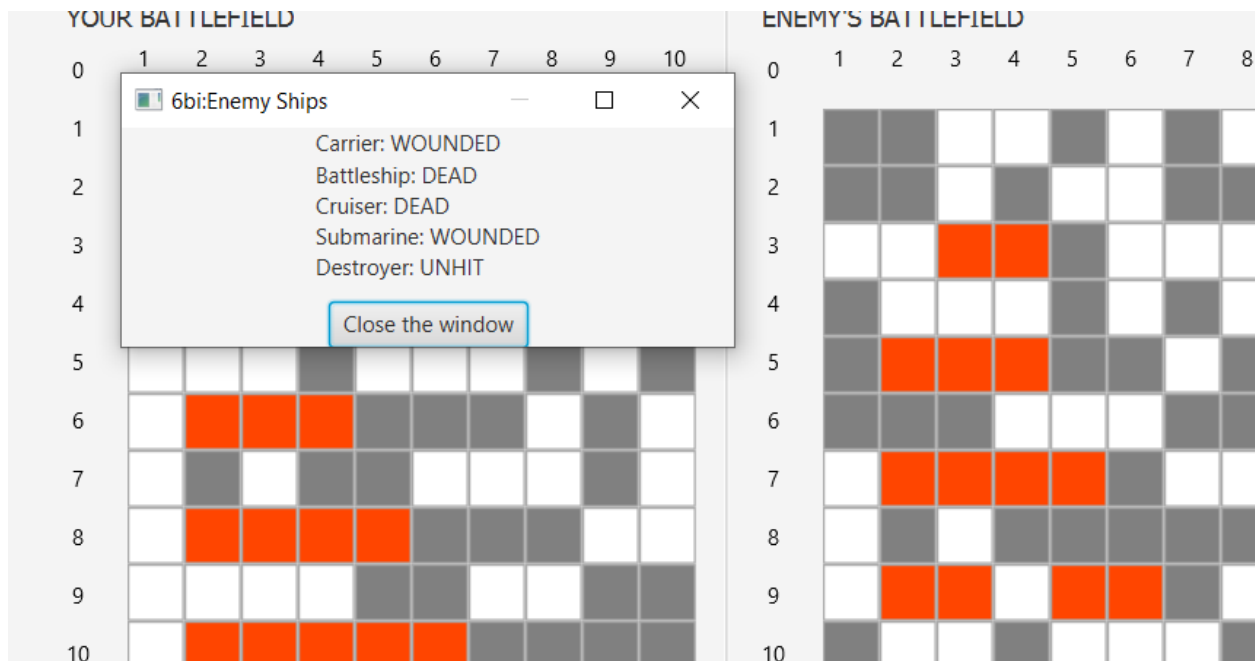 YOUR BATTLEFIELD
ENEMY'S BATTLEFIELD
0 1 2 3 4 5 6 7 8 9 10
0 1 2 3 4 5 6 7 8
6bi:Enemy Ships
Carrier: WOUNDED
Battleship: DEAD
Cruiser: DEAD
Submarine: WOUNDED
Destroyer: UNHIT
Close the window
1
2
3
4
5
6
7
8
9
10
1
2
3
4
5
6
7
8
9
10